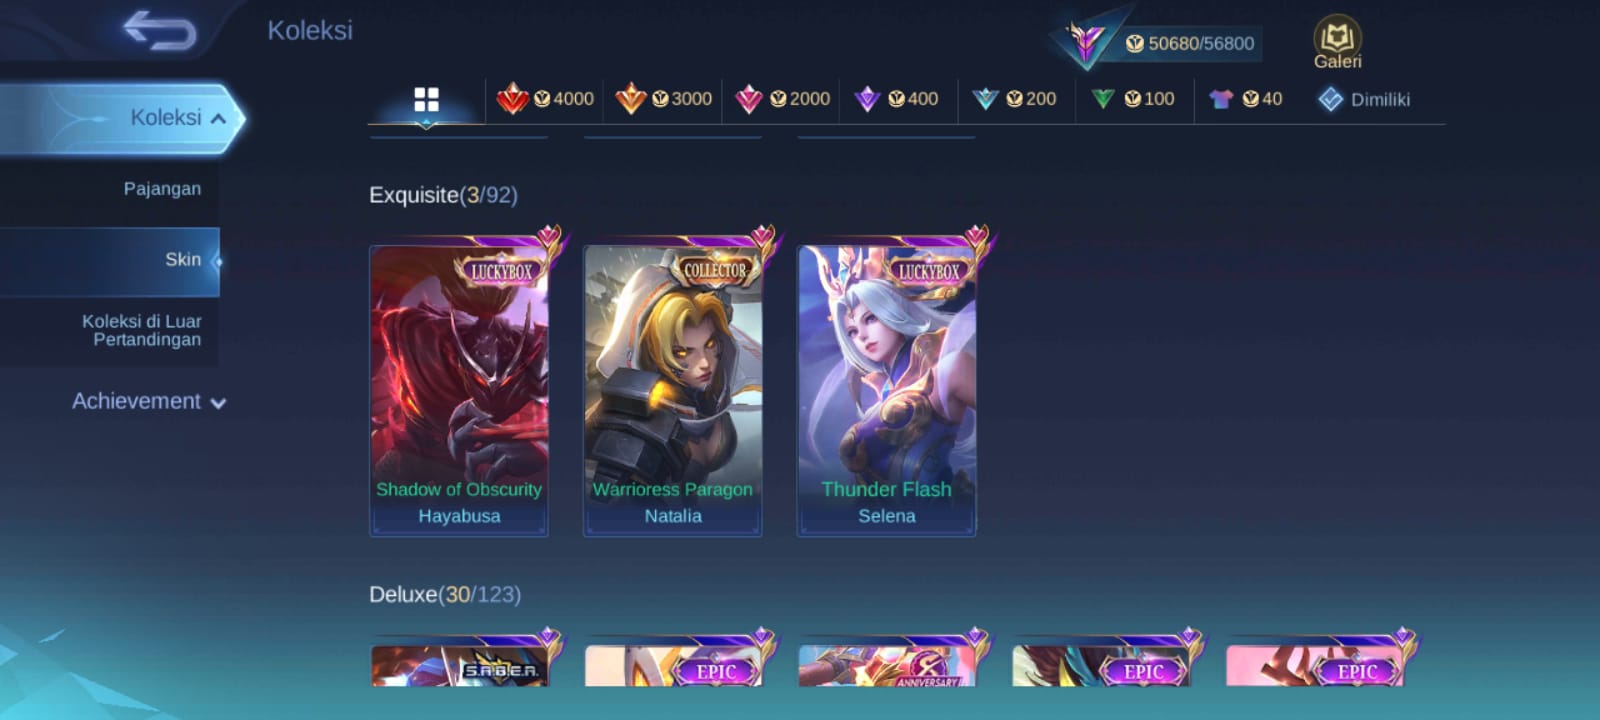 Koleksi
50680/56800
Galeri
4000
3000
2000
400
200
100
40
Dimiliki
Koleksi
Pajangan
Skin
Koleksi di Luar
Pertandingan
Achievement
Exquisite(3/92)
LUCKYBOX
COLLECTOR
LUCKYBOX
Shadow of Obscurity
Hayabusa
Warrioress Paragon
Natalia
Thunder Flash
Selena
Deluxe(30/123)
S.A.B.E.R.
EPIC
ANNIVERSARY
EPIC
EPIC